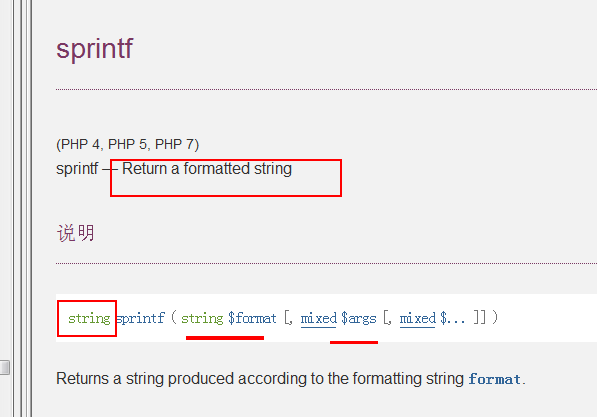 sprintf
(PHP 4, PHP 5, PHP 7)
sprintf — Return a formatted string
说明
string sprintf ( string $format [, mixed $args [, mixed $... ]] )
Returns a string produced according to the formatting string format.